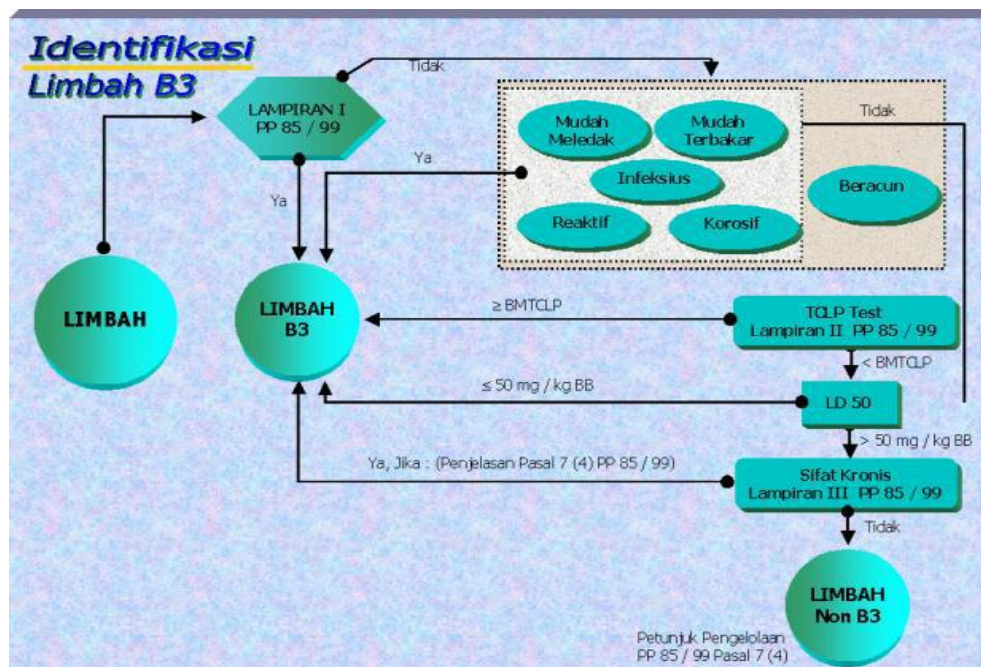 Identifikasi
Limbah B3
Tidak
LAMPIRAN I
PP 85 / 99
Mudah
Meledak
Mudah
Terbakar
Tidak
Ya
Infeksius
Beracun
Ya
Reaktif
Korosif
LIMBAH
LIMBAH
B3
≥ BMTCLP
TCLP Test
Lampiran II PP 85 / 99
< BMTCLP
≤ 50 mg / kg BB
LD 50
> 50 mg / kg BB
Ya, Jika : (Penjelasan Pasal 7 (4) PP 85 / 99)
Sifat Kronis
Lampiran III PP 85 / 99
Tidak
LIMBAH
Non B3
Petunjuk Pengelolaan
PP 85 / 99 Pasal 7 (4)